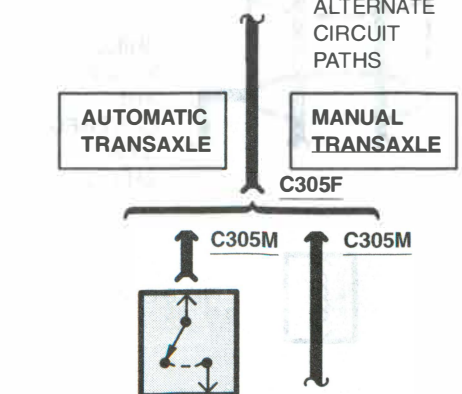 ALTERNATE
CIRCUIT
PATHS
AUTOMATIC
TRANSAXLE
MANUAL
TRANSAXLE
C305F
C305M
C305M